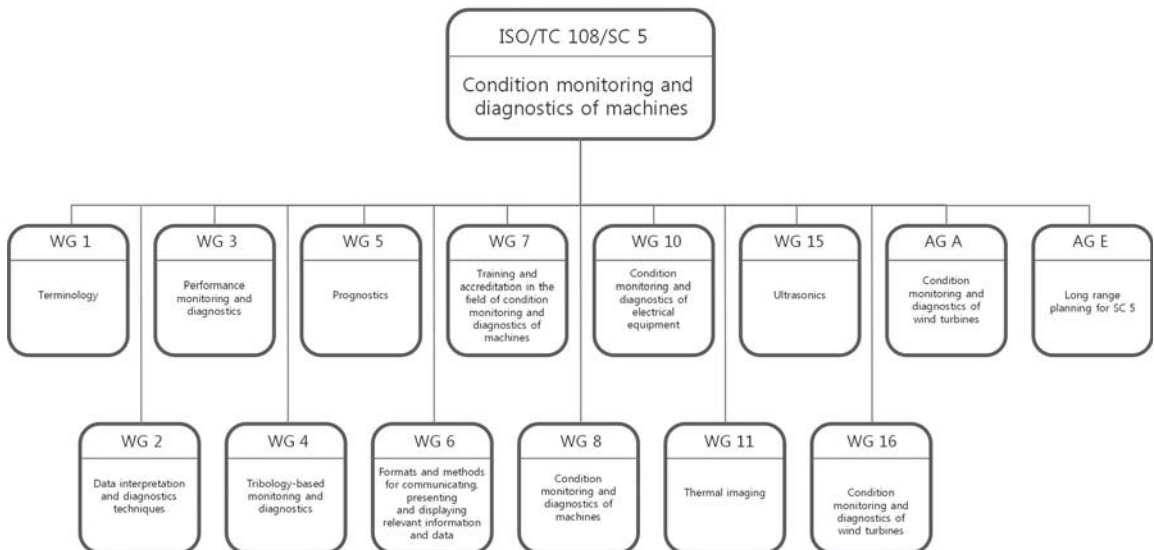 ISO/TC 108/SC 5
Condition monitoring and
diagnostics of machines
WG 1
Terminology
WG 3
Performance
monitoring and
diagnostics
WG 5
Prognostics
WG 7
Training and
accreditation in the
field of condition
monitoring and
diagnostics of
machines
WG 10
Condition
monitoring and
diagnostics of
electrical
equipment
WG 15
Ultrasonics
AG A
Condition
monitoring and
diagnostics of
wind turbines
AG E
Long range
planning for SC 5
WG 2
Data interpretation
and diagnostics
techniques
WG 4
Tribology-based
monitoring and
diagnostics
WG 6
Formats and methods
for communicating,
presenting
and displaying
relevant information
and data
WG 8
Condition
monitoring and
diagnostics of
machines
WG 11
Thermal imaging
WG 16
Condition
monitoring and
diagnostics of
wind turbines